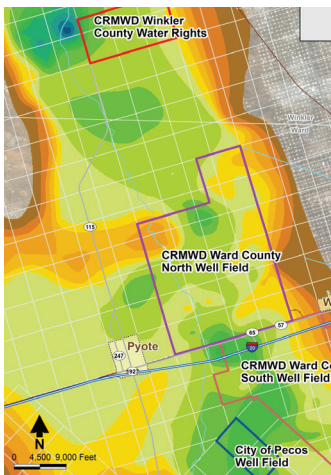 CRMWD Winkler
County Water Rights
Winkler
Ward
115
CRMWD Ward County
North Well Field
57
65
20
Pyote
W
247
592
CRMWD Ward Co
South Well Field
City of Pecos
Well Field
N
0 4,500 9,000 Feet